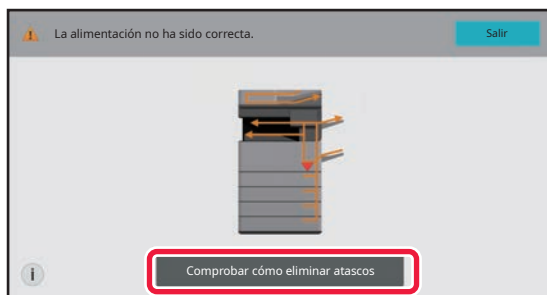 La alimentación no ha sido correcta.
Salir
i
Comprobar cómo eliminar atascos